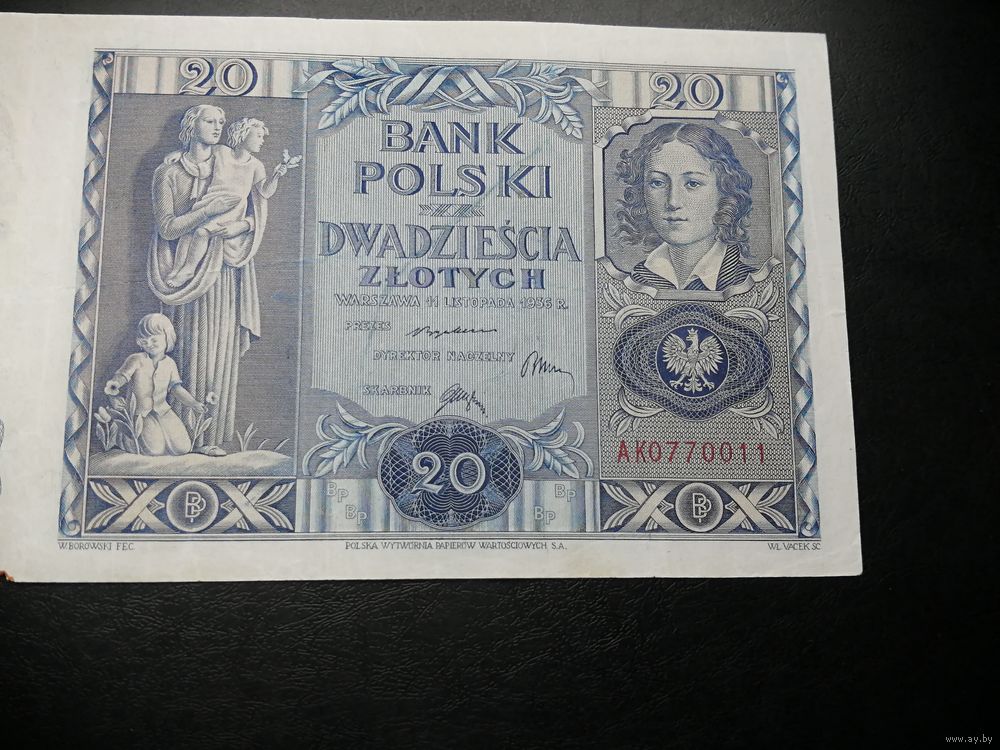 20
20
BANK
POLSKI
DWADZIEŚCIA
ZŁOTYCH
WARSZAWA 11 LISTOPADA 1936 R.
PREZES
DYREKTOR NACZELNY
SKARBNIK
AK0770011
20
BP
BP
BP
BP
BP
BP
W. BOROWSKI FEC.
POLSKA WYTWÓRNIA PAPIERÓW WARTOŚCIOWYCH S.A.
WŁ. VACEK SC.
www.ay.by